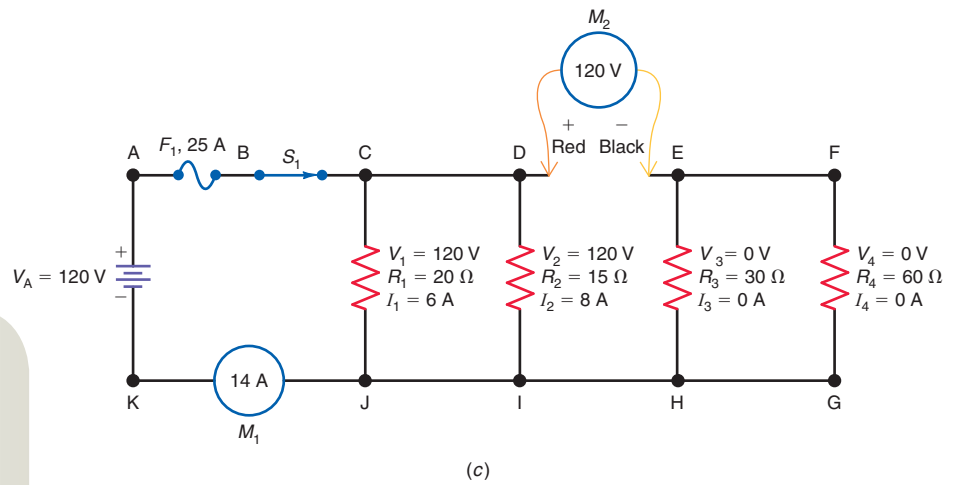 M₂
120 V
+ −
Red Black
A F₁, 25 A B S₁ C D E F
+
V_A = 120 V
−
V₁ = 120 V
R₁ = 20 Ω
I₁ = 6 A
V₂ = 120 V
R₂ = 15 Ω
I₂ = 8 A
V₃= 0 V
R₃ = 30 Ω
I₃ = 0 A
V₄ = 0 V
R₄ = 60 Ω
I₄ = 0 A
14 A
K J I H G
M₁
(c)